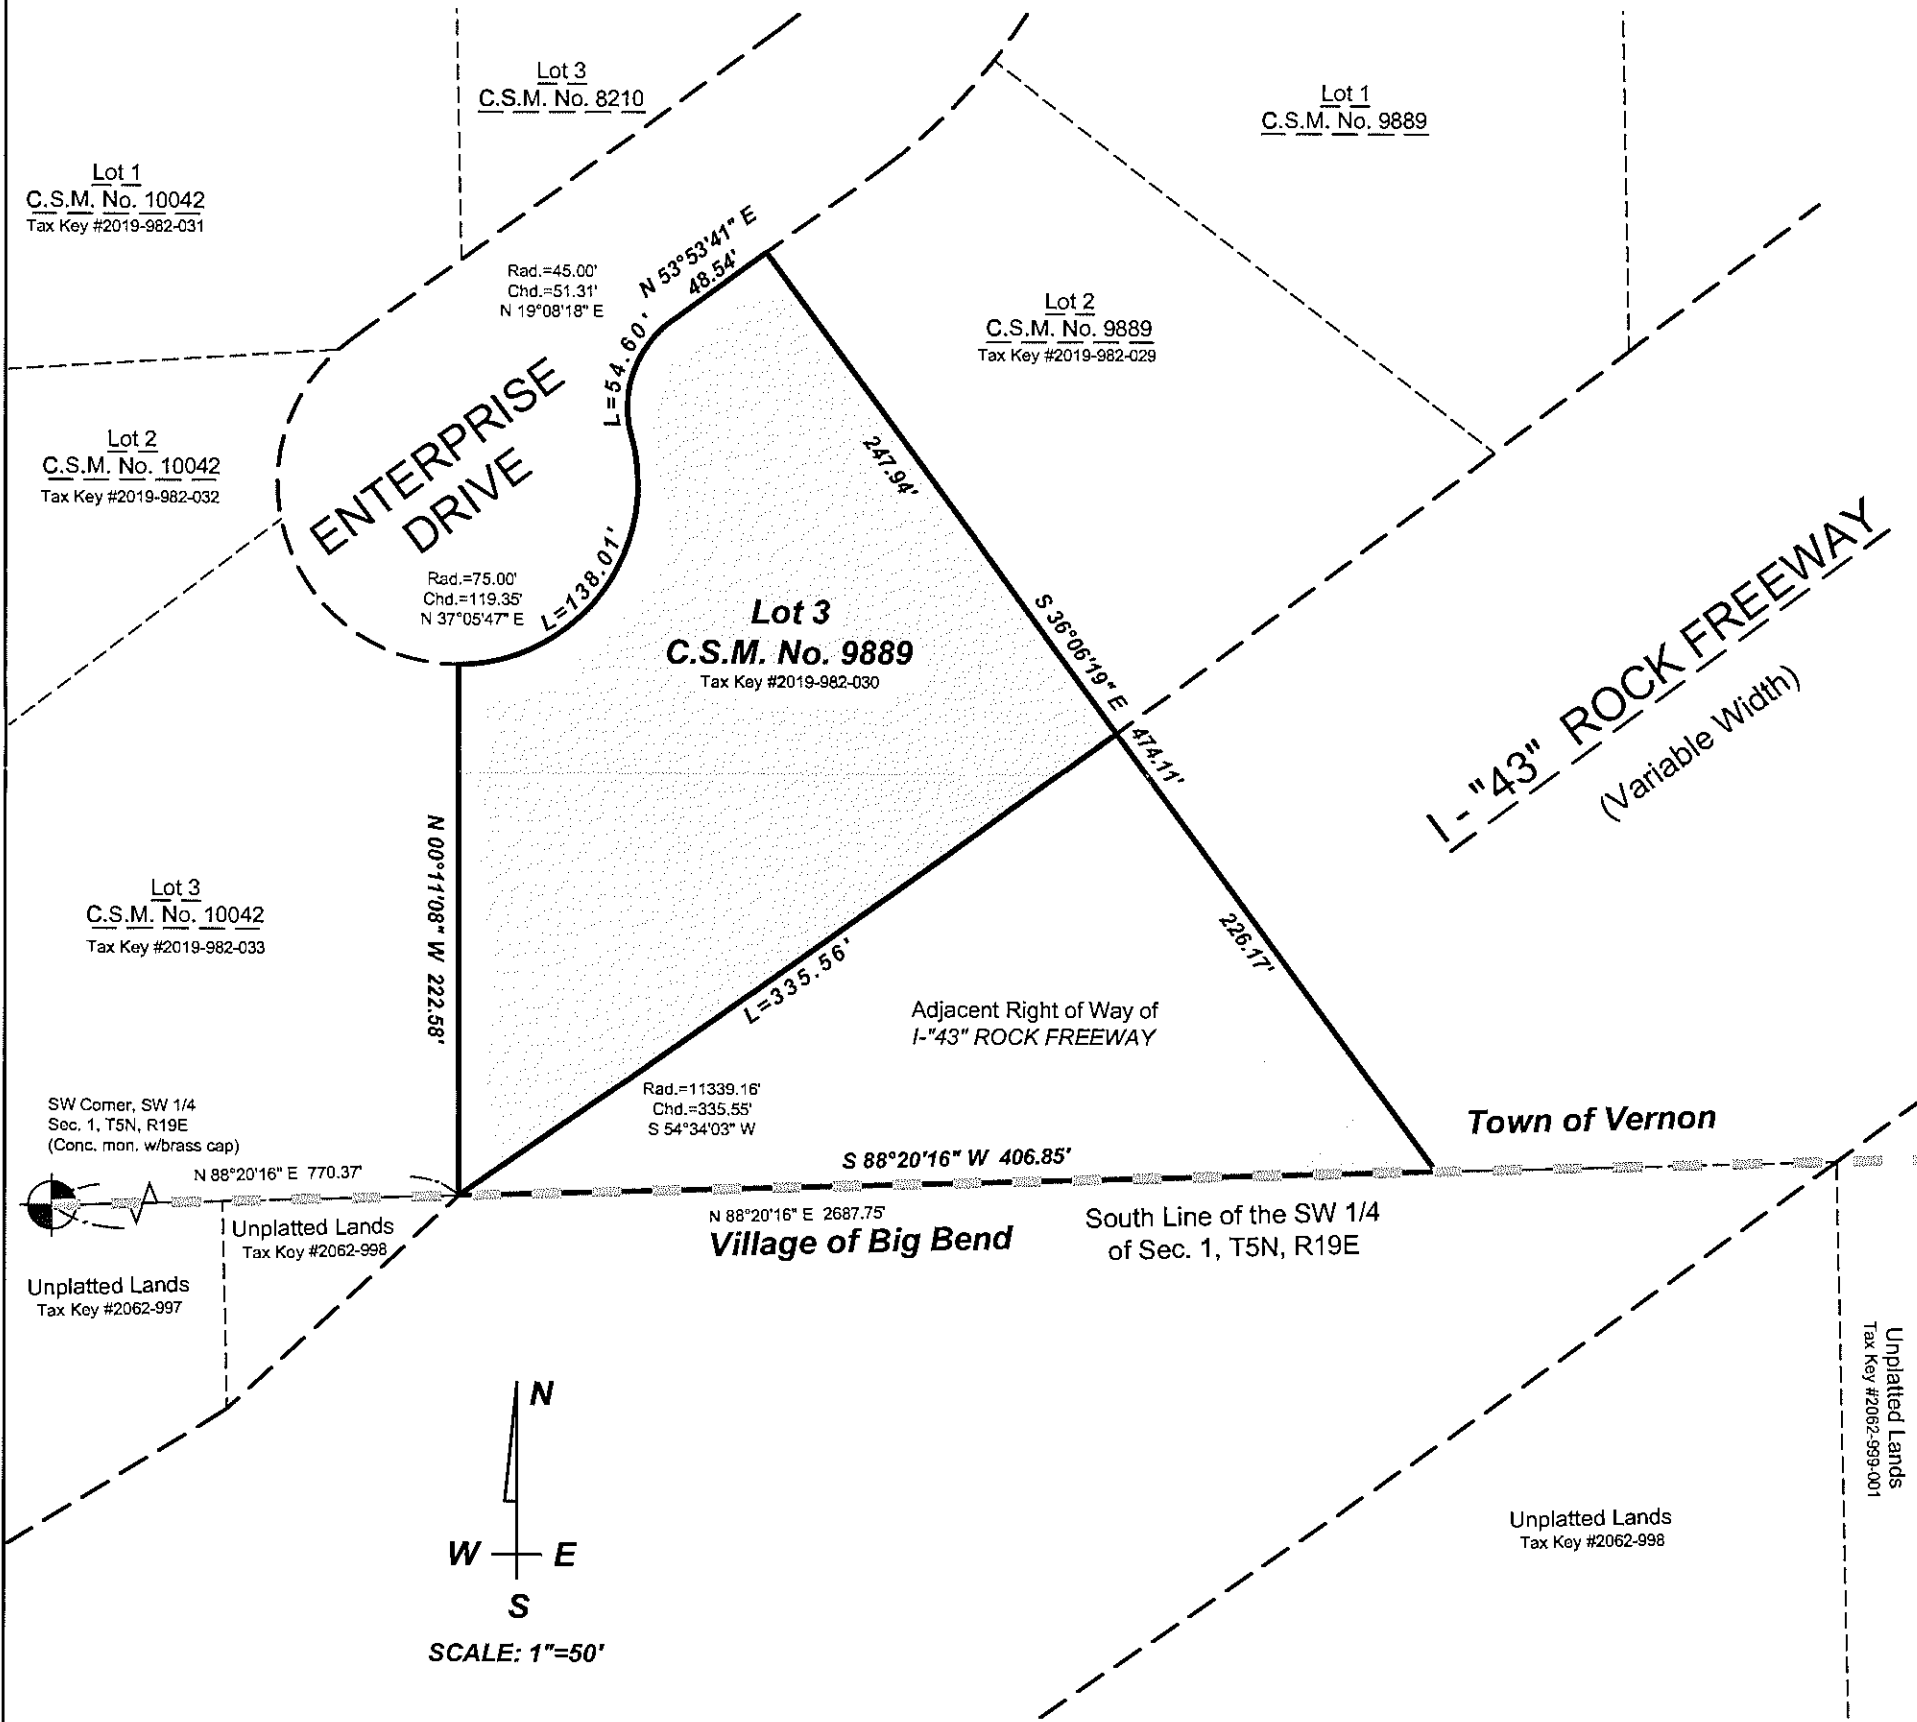 Lot 3
C.S.M. No. 8210
Lot 1
C.S.M. No. 9889
Lot 1
C.S.M. No. 10042
Tax Key #2019-982-031
N 53°53'41" E
48.54'
Rad.=45.00'
Chd.=51.31'
N 19°08'18" E
L=54.60'
Lot 2
C.S.M. No. 9889
Tax Key #2019-982-029
ENTERPRISE
DRIVE
Lot 2
C.S.M. No. 10042
Tax Key #2019-982-032
247.94'
Rad.=75.00'
Chd.=119.35'
N 37°05'47" E
L=138.01'
Lot 3
C.S.M. No. 9889
Tax Key #2019-982-030
S 36°06'19" E
474.11'
I-"43" ROCK FREEWAY
(Variable Width)
N 00°11'08" W 222.58'
Lot 3
C.S.M. No. 10042
Tax Key #2019-982-033
L=335.56'
226.17'
Adjacent Right of Way of
I-"43" ROCK FREEWAY
Rad.=11339.16'
Chd.=335.55'
S 54°34'03" W
SW Corner, SW 1/4
Sec. 1, T5N, R19E
(Conc. mon. w/brass cap)
N 88°20'16" E 770.37'
S 88°20'16" W 406.85'
Town of Vernon
N 88°20'16" E 2687.75'
Village of Big Bend
South Line of the SW 1/4
of Sec. 1, T5N, R19E
Unplatted Lands
Tax Key #2062-998
Unplatted Lands
Tax Key #2062-997
Unplatted Lands
Tax Key #2062-999-001
N
W E
S
SCALE: 1"=50'
Unplatted Lands
Tax Key #2062-998